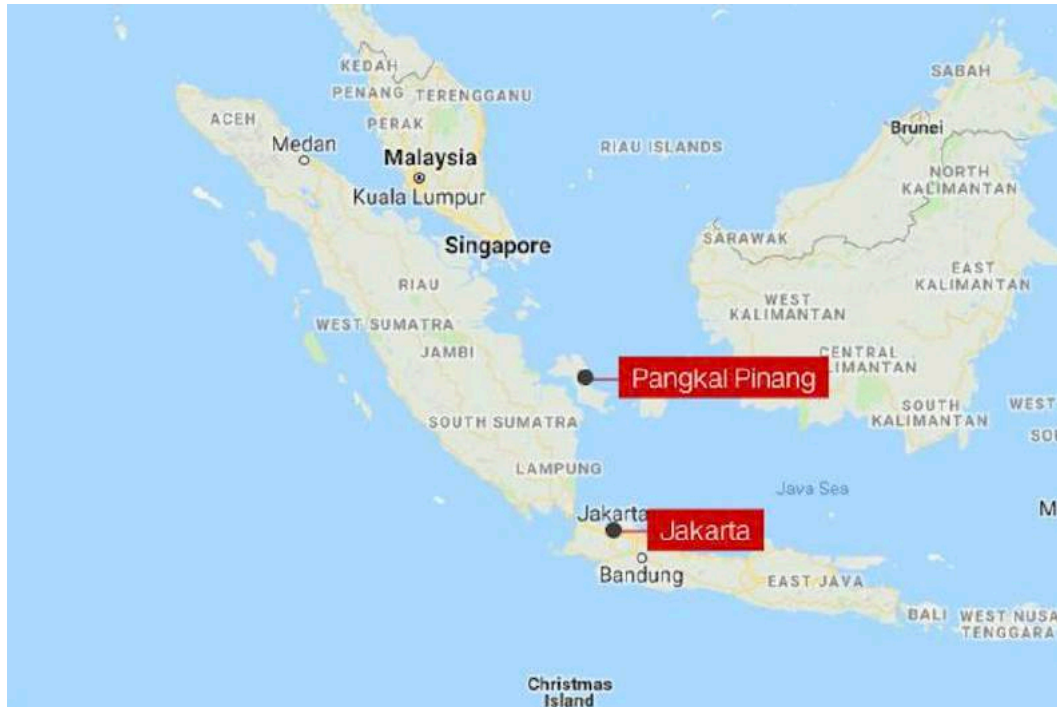 KEDAH
SABAH
PENANG
TERENGGANU
ACEH
PERAK
Brunei
Medan
RIAU ISLANDS
Malaysia
NORTH
KALIMANTAN
Kuala Lumpur
SARAWAK
Singapore
EAST
KALIMANTAN
RIAU
WEST
KALIMANTAN
WEST SUMATRA
JAMBI
CENTRAL
LIMANTAN
Pangkal Pinang
SOUTH
KALIMANTAN
WEST
SO
SOUTH SUMATRA
LAMPUNG
Java Sea
M
Jakarta
Jakarta
Bandung
EAST JAVA
BALI
WEST NUSA
TENGGARA
Christmas
Island